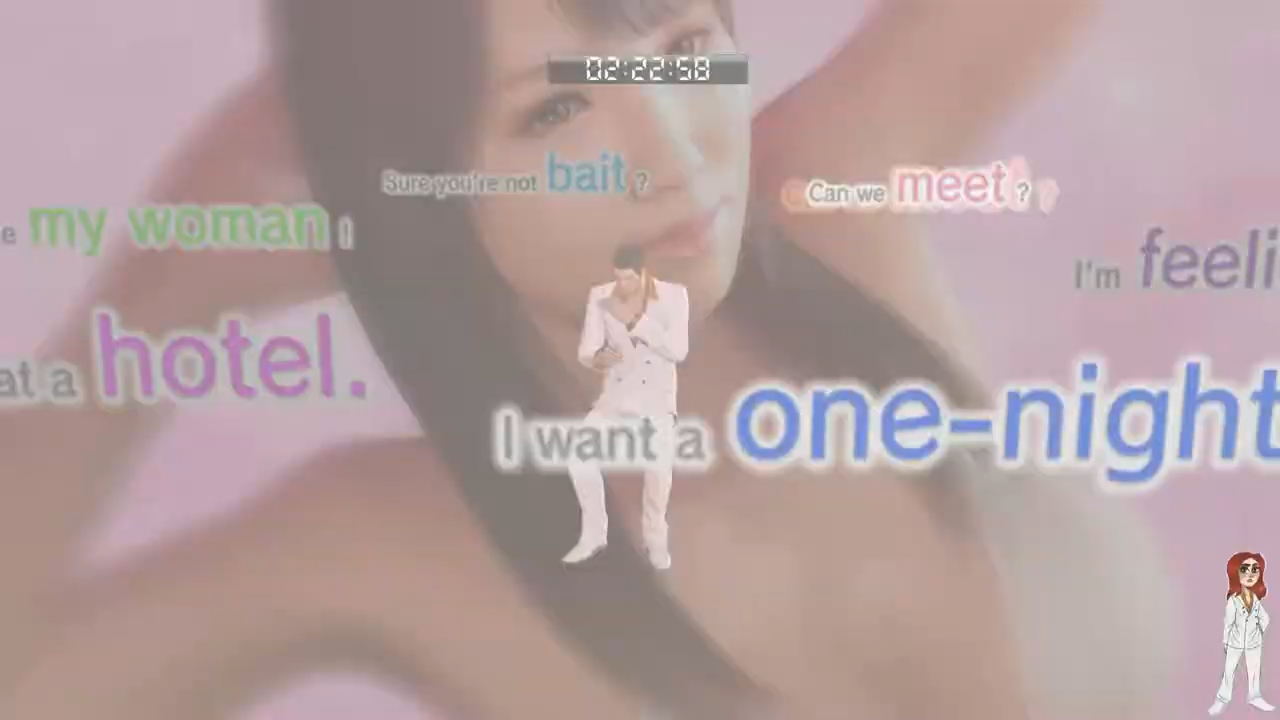 02:22:58
Sure you're not bait ?
Can we meet ?
e my woman !
I'm feeli
at a hotel.
I want a one-night